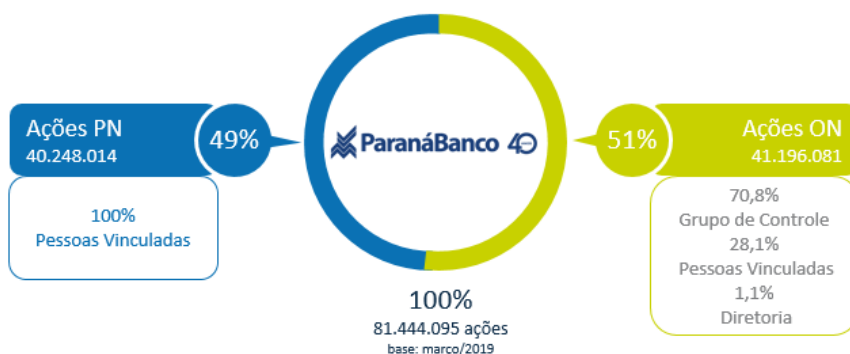 Ações PN
40.248.014
49%
100%
Pessoas Vinculadas
ParanáBanco 40
100%
81.444.095 ações
base: março/2019
51%
Ações ON
41.196.081
70,8%
Grupo de Controle
28,1%
Pessoas Vinculadas
1,1%
Diretoria